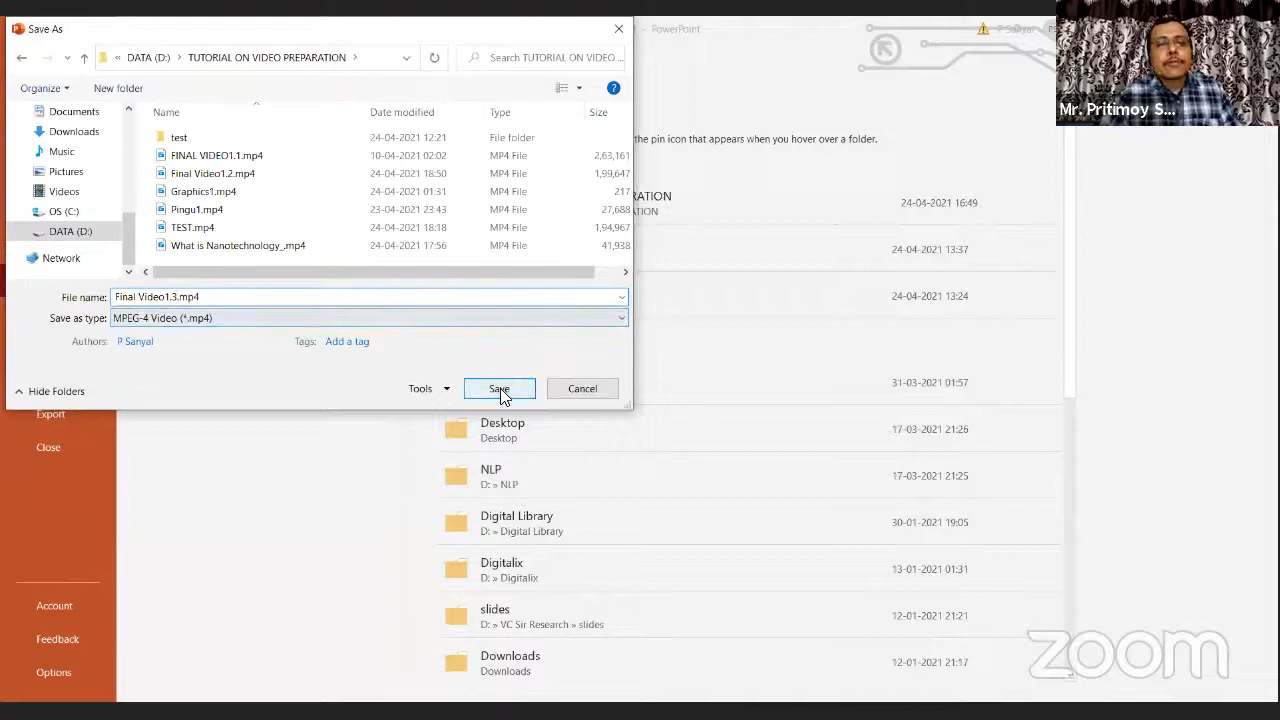 Save As
PowerPoint
P Sanyal
DATA (D:) TUTORIAL ON VIDEO PREPARATION
Search TUTORIAL ON VIDEO ...
Organize New folder
Name Date modified Type Size
Documents
Downloads
Music
Pictures
Videos
OS (C:)
DATA (D:)
Network
test 24-04-2021 12:21 File folder
FINAL VIDEO1.1.mp4 10-04-2021 02:02 MP4 File 2,63,161
Final Video1.2.mp4 24-04-2021 18:50 MP4 File 1,99,647
Graphics1.mp4 24-04-2021 01:31 MP4 File 217
Pingu1.mp4 23-04-2021 23:43 MP4 File 27,688
TEST.mp4 24-04-2021 18:18 MP4 File 1,94,967
What is Nanotechnology_.mp4 24-04-2021 17:56 MP4 File 41,938
File name: Final Video1.3.mp4
Save as type: MPEG-4 Video (*.mp4)
Authors: P Sanyal Tags: Add a tag
Hide Folders Tools Save Cancel
Mr. Pritimoy S...
the pin icon that appears when you hover over a folder.
RATION 24-04-2021 16:49
ATION
24-04-2021 13:37
24-04-2021 13:24
31-03-2021 01:57
Desktop 17-03-2021 21:26
Desktop
NLP 17-03-2021 21:25
D: » NLP
Digital Library 30-01-2021 19:05
D: » Digital Library
Digitalix 13-01-2021 01:31
D: » Digitalix
slides 12-01-2021 21:21
D: » VC Sir Research » slides
Downloads 12-01-2021 21:17
Downloads
Export
Close
Account
Feedback
Options
zoom